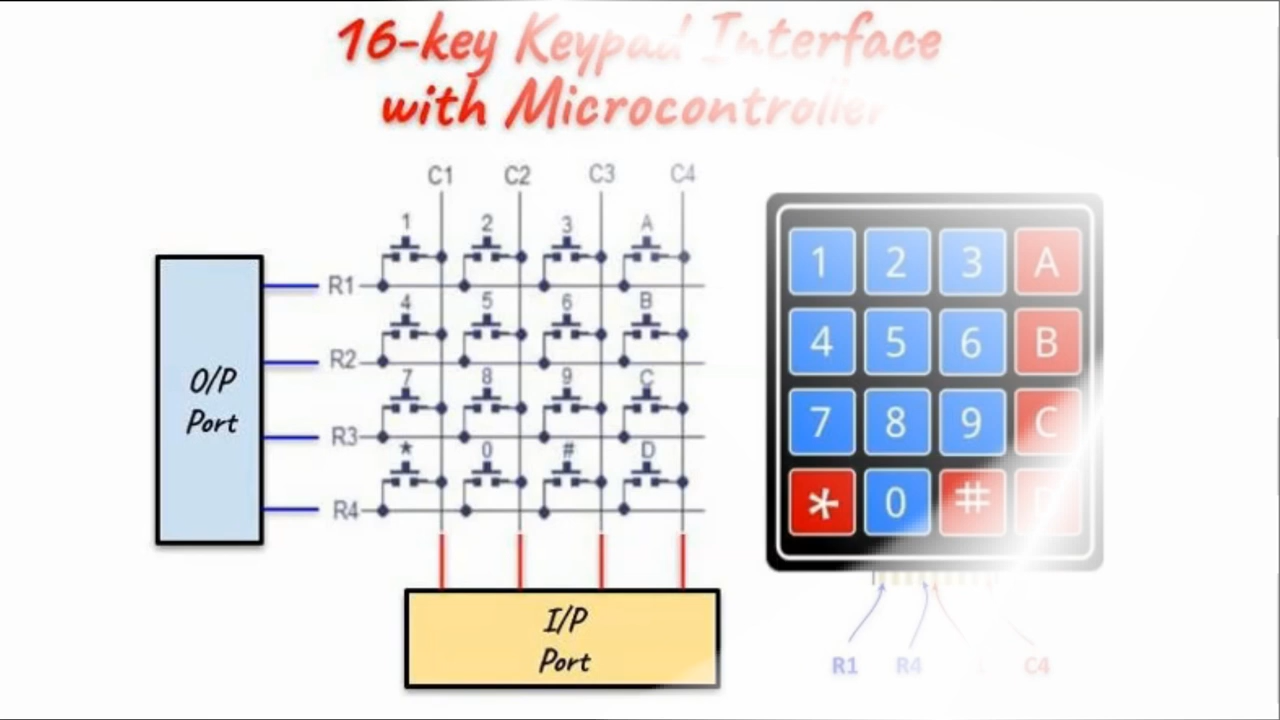 16-key Keypad Interface
with Microcontroller
C1 C2 C3 C4
1 2 3 A
R1
4 5 6 B
R2
7 8 9 C
R3
* 0 # D
R4
O/P
Port
I/P
Port
1 2 3 A
4 5 6 B
7 8 9 C
* 0 #
R1 R4 C4